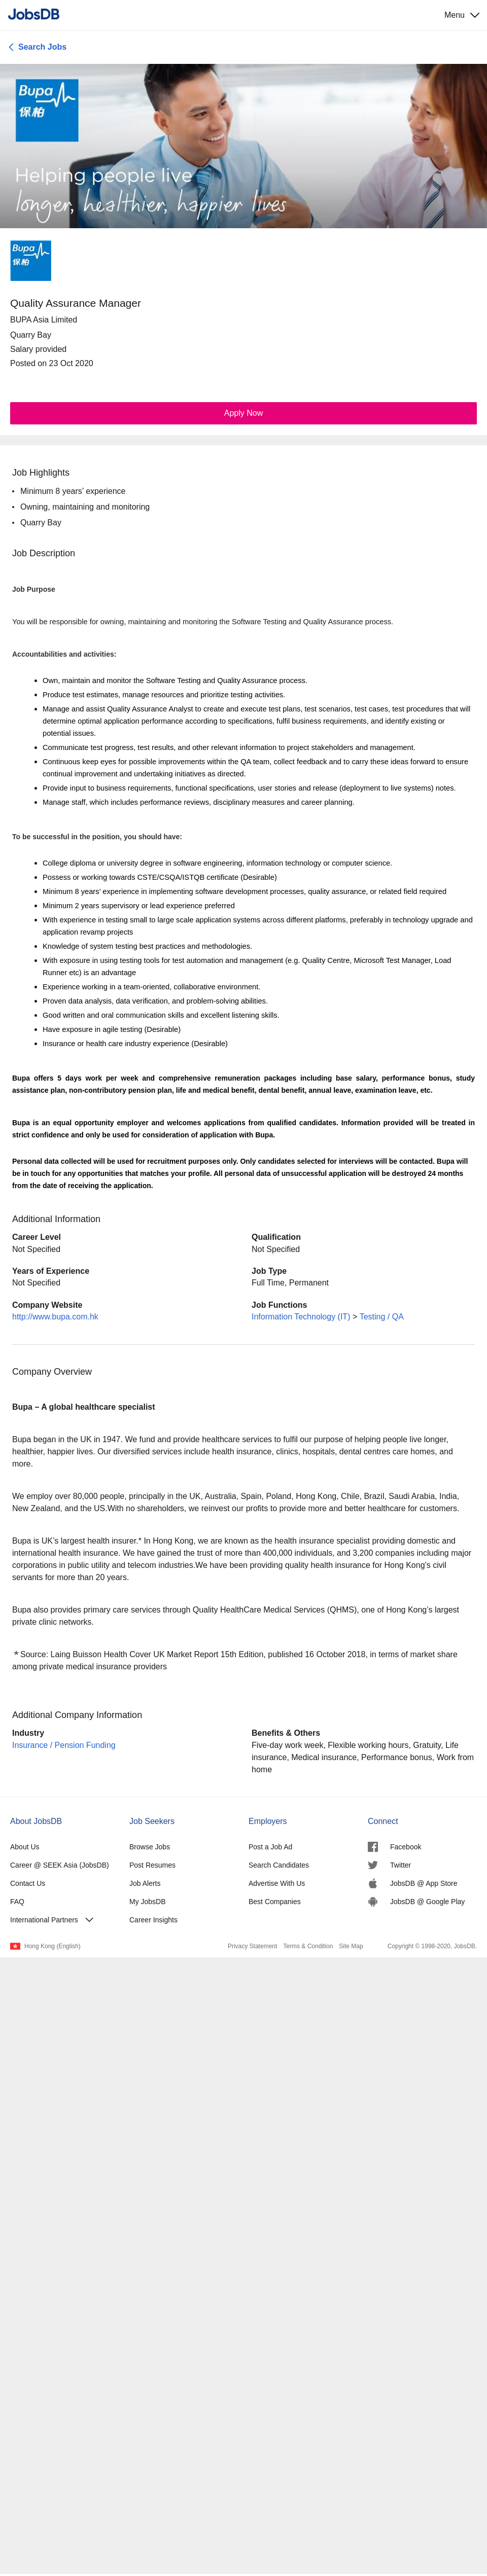 JobsDB
Menu
Search Jobs
Bupa
保柏
Helping people live
longer, healthier, happier lives
Bupa
保柏
Quality Assurance Manager
BUPA Asia Limited
Quarry Bay
Salary provided
Posted on 23 Oct 2020
Apply Now
Job Highlights
• Minimum 8 years' experience
• Owning, maintaining and monitoring
• Quarry Bay
Job Description
Job Purpose
You will be responsible for owning, maintaining and monitoring the Software Testing and Quality Assurance process.
Accountabilities and activities:
• Own, maintain and monitor the Software Testing and Quality Assurance process.
• Produce test estimates, manage resources and prioritize testing activities.
• Manage and assist Quality Assurance Analyst to create and execute test plans, test scenarios, test cases, test procedures that will
determine optimal application performance according to specifications, fulfil business requirements, and identify existing or
potential issues.
• Communicate test progress, test results, and other relevant information to project stakeholders and management.
• Continuous keep eyes for possible improvements within the QA team, collect feedback and to carry these ideas forward to ensure
continual improvement and undertaking initiatives as directed.
• Provide input to business requirements, functional specifications, user stories and release (deployment to live systems) notes.
• Manage staff, which includes performance reviews, disciplinary measures and career planning.
To be successful in the position, you should have:
• College diploma or university degree in software engineering, information technology or computer science.
• Possess or working towards CSTE/CSQA/ISTQB certificate (Desirable)
• Minimum 8 years' experience in implementing software development processes, quality assurance, or related field required
• Minimum 2 years supervisory or lead experience preferred
• With experience in testing small to large scale application systems across different platforms, preferably in technology upgrade and
application revamp projects
• Knowledge of system testing best practices and methodologies.
• With exposure in using testing tools for test automation and management (e.g. Quality Centre, Microsoft Test Manager, Load
Runner etc) is an advantage
• Experience working in a team-oriented, collaborative environment.
• Proven data analysis, data verification, and problem-solving abilities.
• Good written and oral communication skills and excellent listening skills.
• Have exposure in agile testing (Desirable)
• Insurance or health care industry experience (Desirable)
Bupa offers 5 days work per week and comprehensive remuneration packages including base salary, performance bonus, study
assistance plan, non-contributory pension plan, life and medical benefit, dental benefit, annual leave, examination leave, etc.
Bupa is an equal opportunity employer and welcomes applications from qualified candidates. Information provided will be treated in
strict confidence and only be used for consideration of application with Bupa.
Personal data collected will be used for recruitment purposes only. Only candidates selected for interviews will be contacted. Bupa will
be in touch for any opportunities that matches your profile. All personal data of unsuccessful application will be destroyed 24 months
from the date of receiving the application.
Additional Information
Career Level
Not Specified
Qualification
Not Specified
Years of Experience
Not Specified
Job Type
Full Time, Permanent
Company Website
http://www.bupa.com.hk
Job Functions
Information Technology (IT) > Testing / QA
Company Overview
Bupa – A global healthcare specialist
Bupa began in the UK in 1947. We fund and provide healthcare services to fulfil our purpose of helping people live longer,
healthier, happier lives. Our diversified services include health insurance, clinics, hospitals, dental centres care homes, and
more.
We employ over 80,000 people, principally in the UK, Australia, Spain, Poland, Hong Kong, Chile, Brazil, Saudi Arabia, India,
New Zealand, and the US.With no shareholders, we reinvest our profits to provide more and better healthcare for customers.
Bupa is UK's largest health insurer.* In Hong Kong, we are known as the health insurance specialist providing domestic and
international health insurance. We have gained the trust of more than 400,000 individuals, and 3,200 companies including major
corporations in public utility and telecom industries.We have been providing quality health insurance for Hong Kong's civil
servants for more than 20 years.
Bupa also provides primary care services through Quality HealthCare Medical Services (QHMS), one of Hong Kong's largest
private clinic networks.
＊Source: Laing Buisson Health Cover UK Market Report 15th Edition, published 16 October 2018, in terms of market share
among private medical insurance providers
Additional Company Information
Industry
Insurance / Pension Funding
Benefits & Others
Five-day work week, Flexible working hours, Gratuity, Life
insurance, Medical insurance, Performance bonus, Work from
home
About JobsDB
About Us
Career @ SEEK Asia (JobsDB)
Contact Us
FAQ
International Partners
Job Seekers
Browse Jobs
Post Resumes
Job Alerts
My JobsDB
Career Insights
Employers
Post a Job Ad
Search Candidates
Advertise With Us
Best Companies
Connect
Facebook
Twitter
JobsDB @ App Store
JobsDB @ Google Play
Hong Kong (English)
Privacy Statement Terms & Condition Site Map Copyright © 1998-2020, JobsDB.